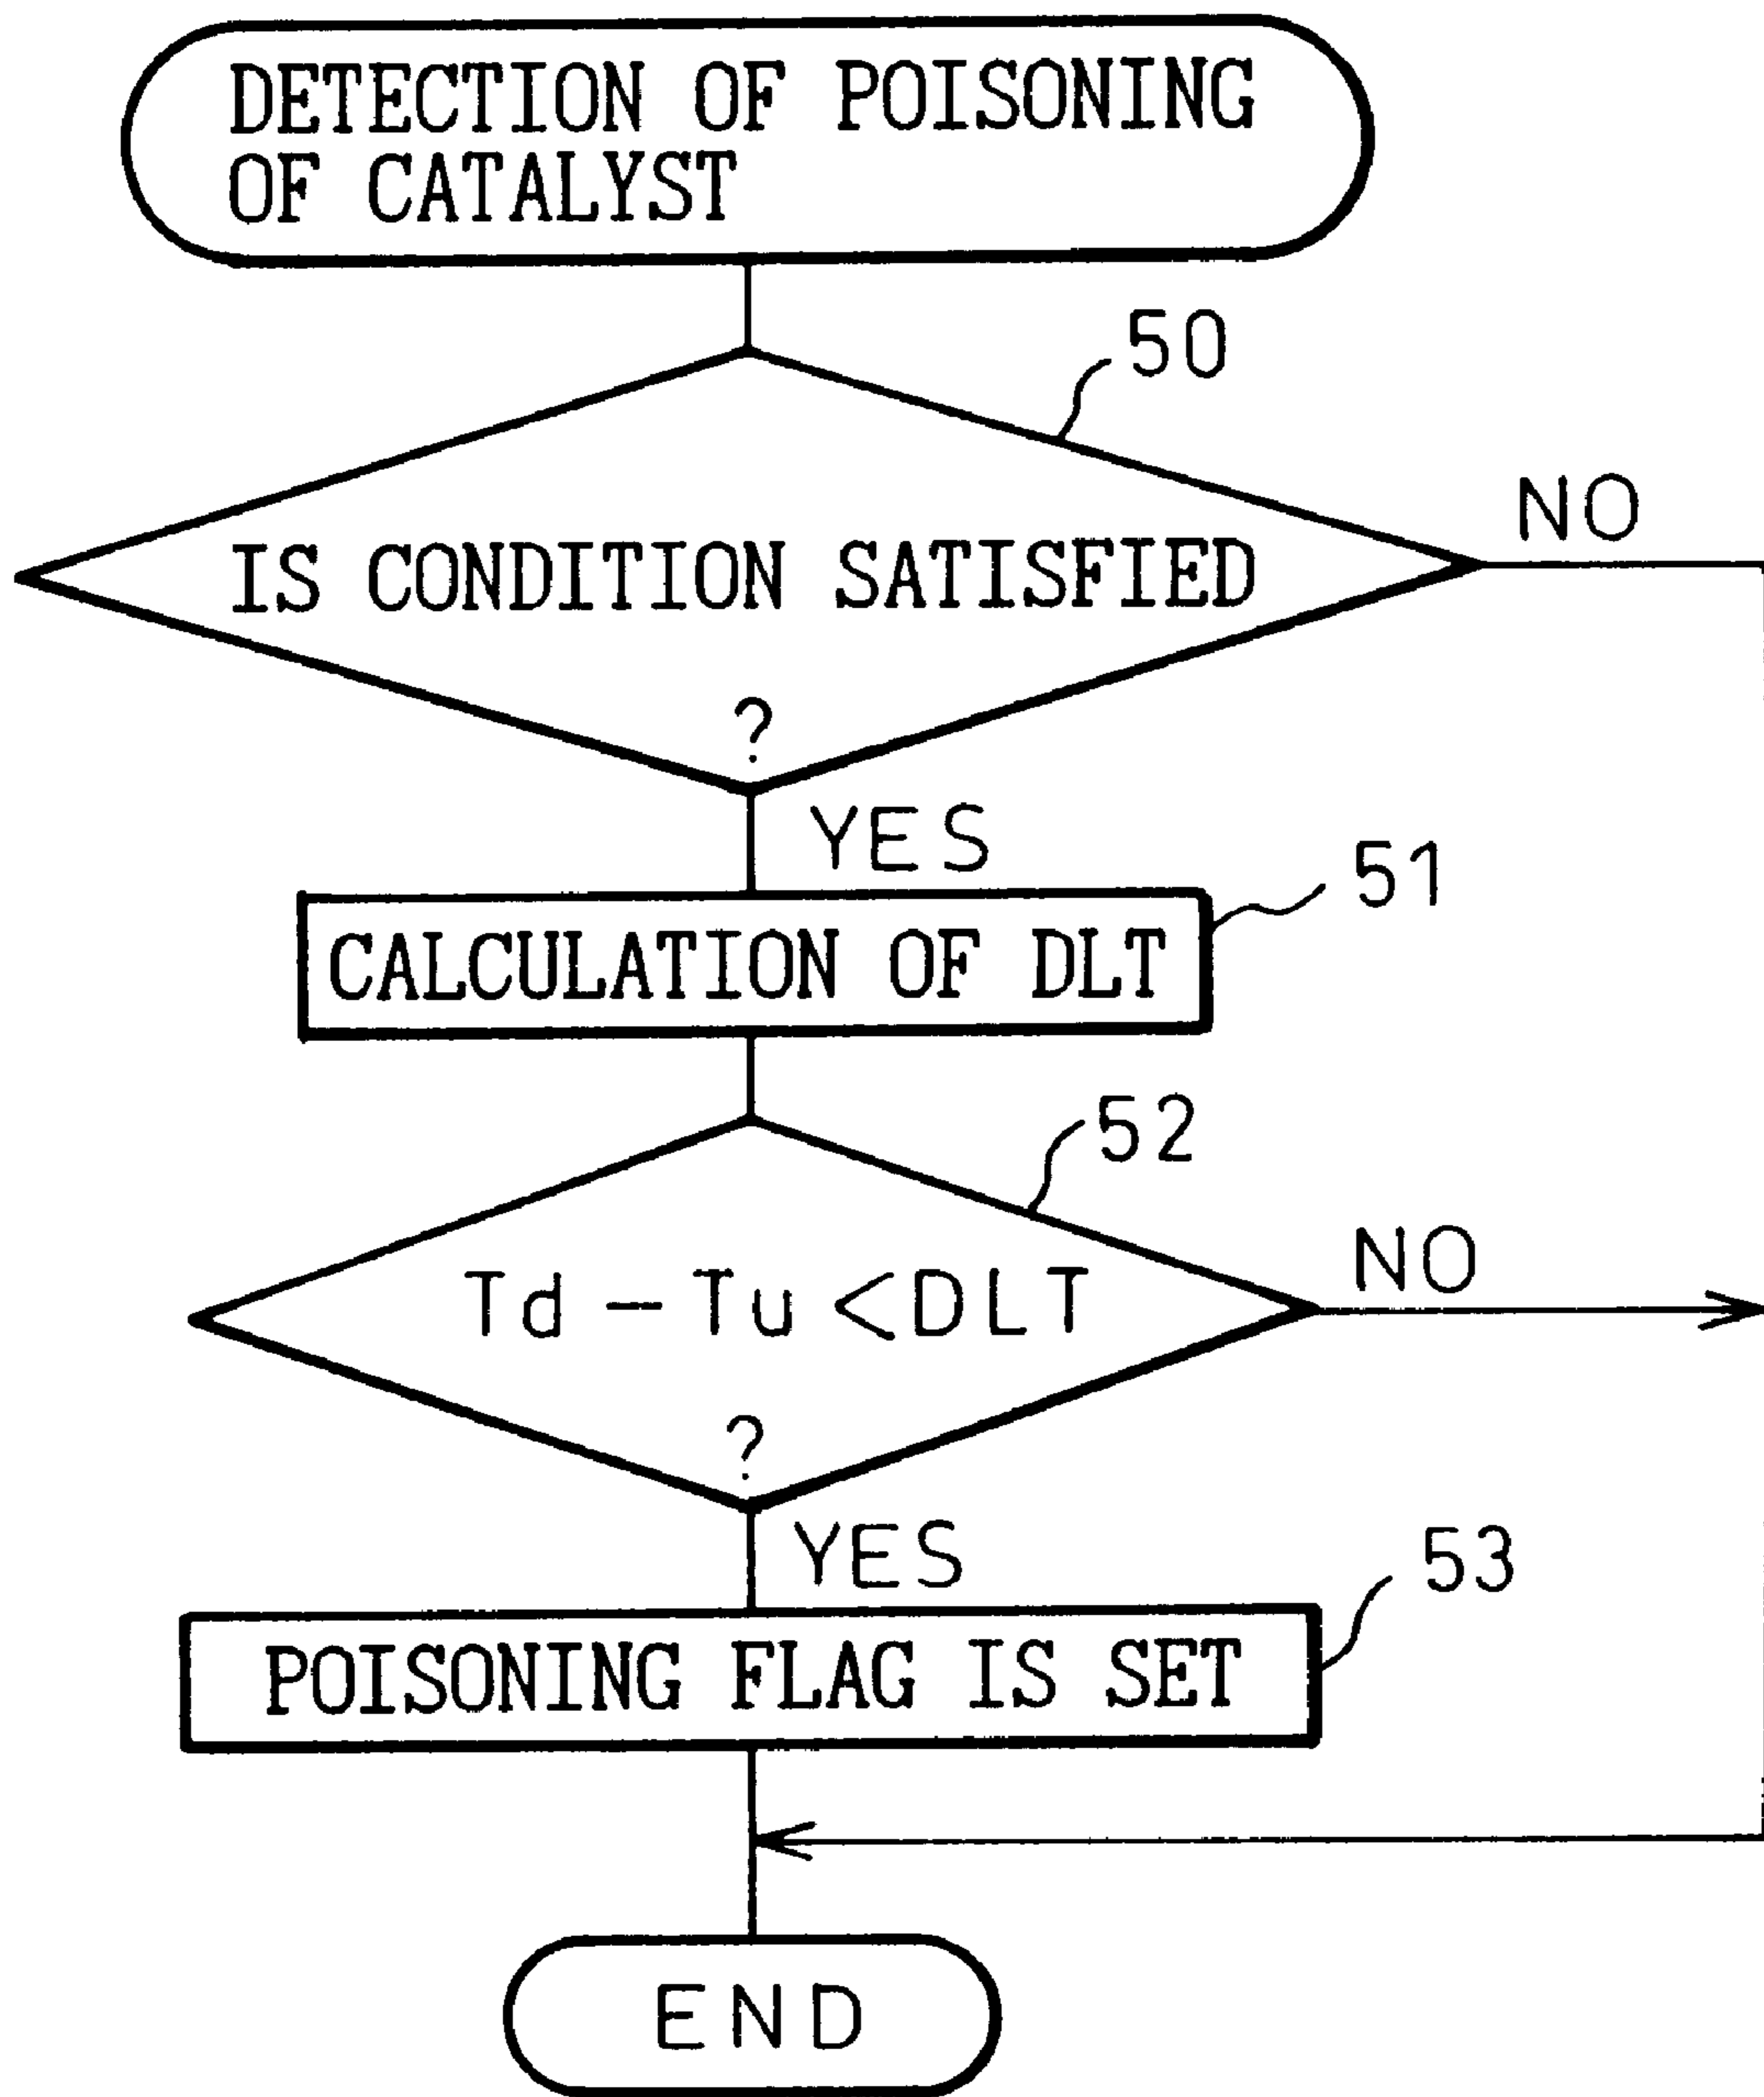 DETECTION OF POISONING
OF CATALYST
50
IS CONDITION SATISFIED
?
NO
YES
51
CALCULATION OF DLT
52
Td - Tu < DLT
?
NO
YES
53
POISONING FLAG IS SET
END